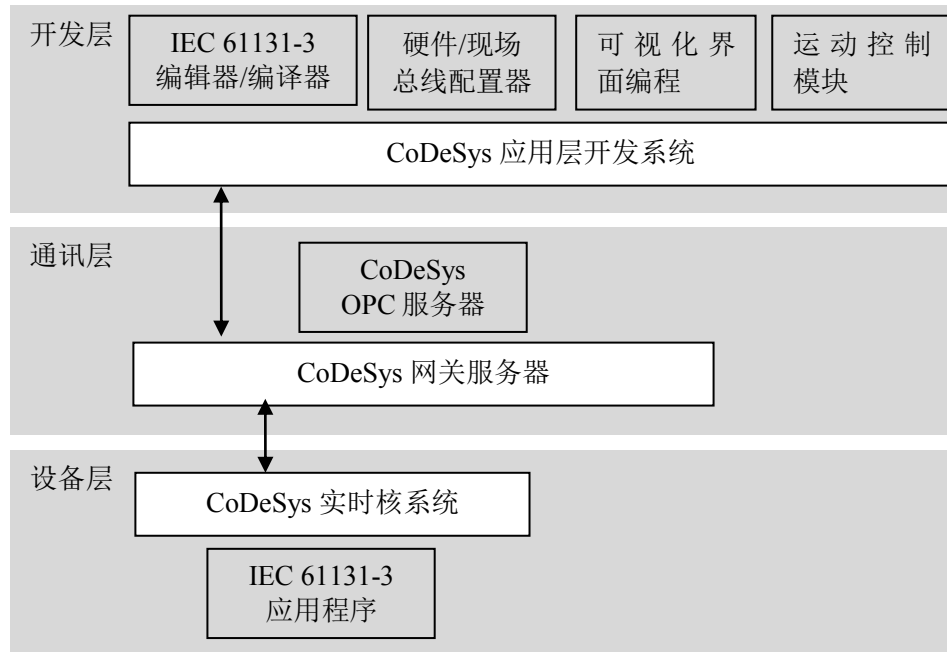 开发层
IEC 61131-3
编辑器/编译器
硬件/现场
总线配置器
可视化界
面编程
运动控制
模块
CoDeSys 应用层开发系统
通讯层
CoDeSys
OPC 服务器
CoDeSys 网关服务器
设备层
CoDeSys 实时核系统
IEC 61131-3
应用程序